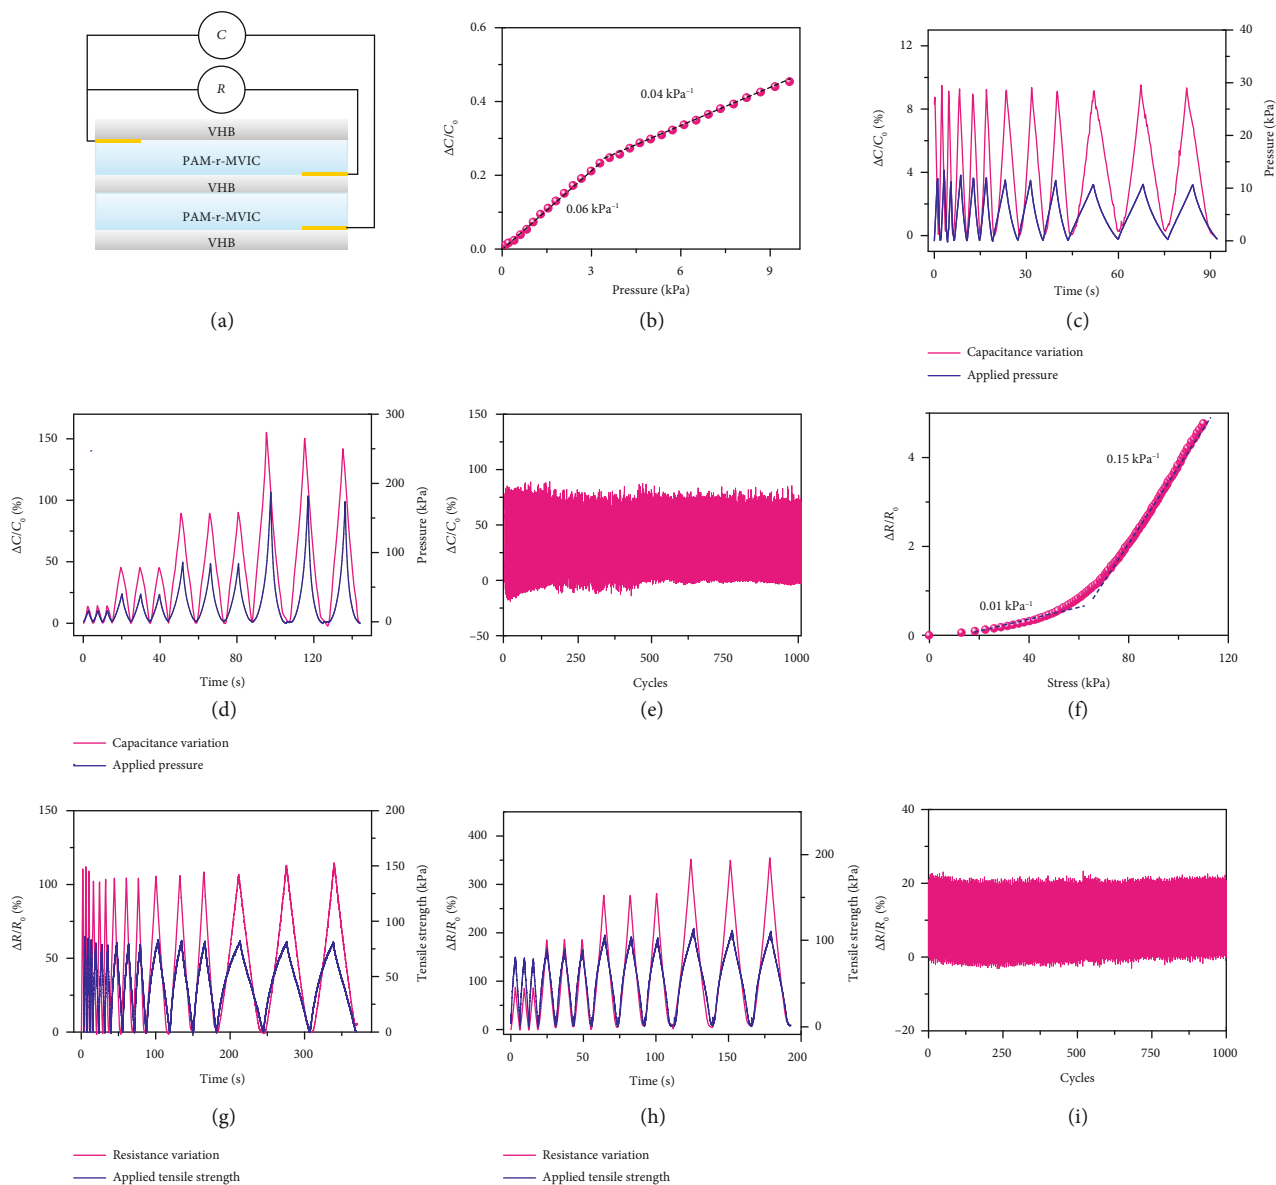 C
R
VHB
PAM-r-MVIC
VHB
PAM-r-MVIC
VHB
(a)
ΔC/C₀
0.6
0.4
0.2
0.0
0.04 kPa⁻¹
0.06 kPa⁻¹
0 3 6 9
Pressure (kPa)
(b)
ΔC/C₀ (%)
12
8
4
0
40
30
20
10
0
Pressure (kPa)
0 30 60 90
Time (s)
(c)
Capacitance variation
Applied pressure
ΔC/C₀ (%)
150
100
50
0
300
200
100
0
Pressure (kPa)
0 40 80 120
Time (s)
(d)
Capacitance variation
Applied pressure
ΔC/C₀ (%)
150
100
50
0
−50
0 250 500 750 1000
Cycles
(e)
ΔR/R₀
4
2
0
0.15 kPa⁻¹
0.01 kPa⁻¹
0 40 80 120
Stress (kPa)
(f)
ΔR/R₀ (%)
150
100
50
0
200
150
100
50
0
Tensile strength (kPa)
0 100 200 300
Time (s)
(g)
Resistance variation
Applied tensile strength
ΔR/R₀ (%)
400
350
300
250
200
150
100
50
0
200
100
0
Tensile strength (kPa)
0 50 100 150 200
Time (s)
(h)
Resistance variation
Applied tensile strength
ΔR/R₀ (%)
40
20
0
−20
0 250 500 750 1000
Cycles
(i)